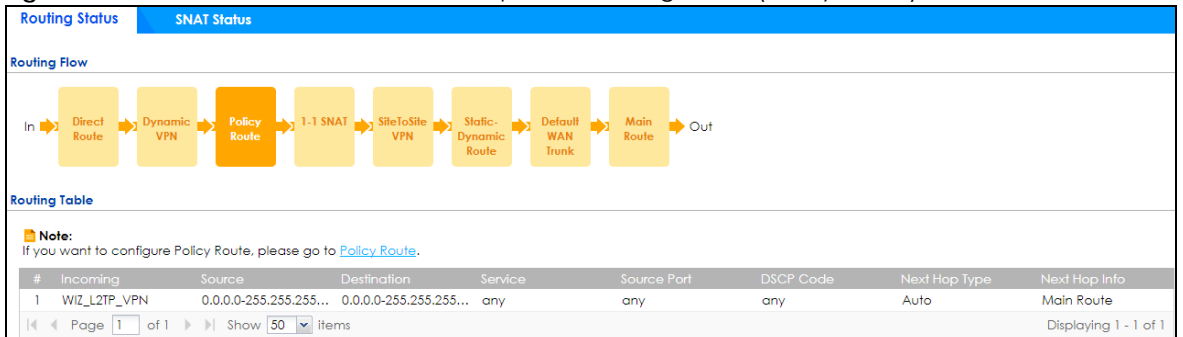 Routing Status SNAT Status
Routing Flow
In Direct Route Dynamic VPN Policy Route 1-1 SNAT SiteToSite VPN Static-Dynamic Route Default WAN Trunk Main Route Out
Routing Table
Note:
If you want to configure Policy Route, please go to Policy Route.
# Incoming Source Destination Service Source Port DSCP Code Next Hop Type Next Hop Info
1 WIZ_L2TP_VPN 0.0.0.0-255.255.255... 0.0.0.0-255.255.255... any any any Auto Main Route
Page 1 of 1 Show 50 items Displaying 1 - 1 of 1